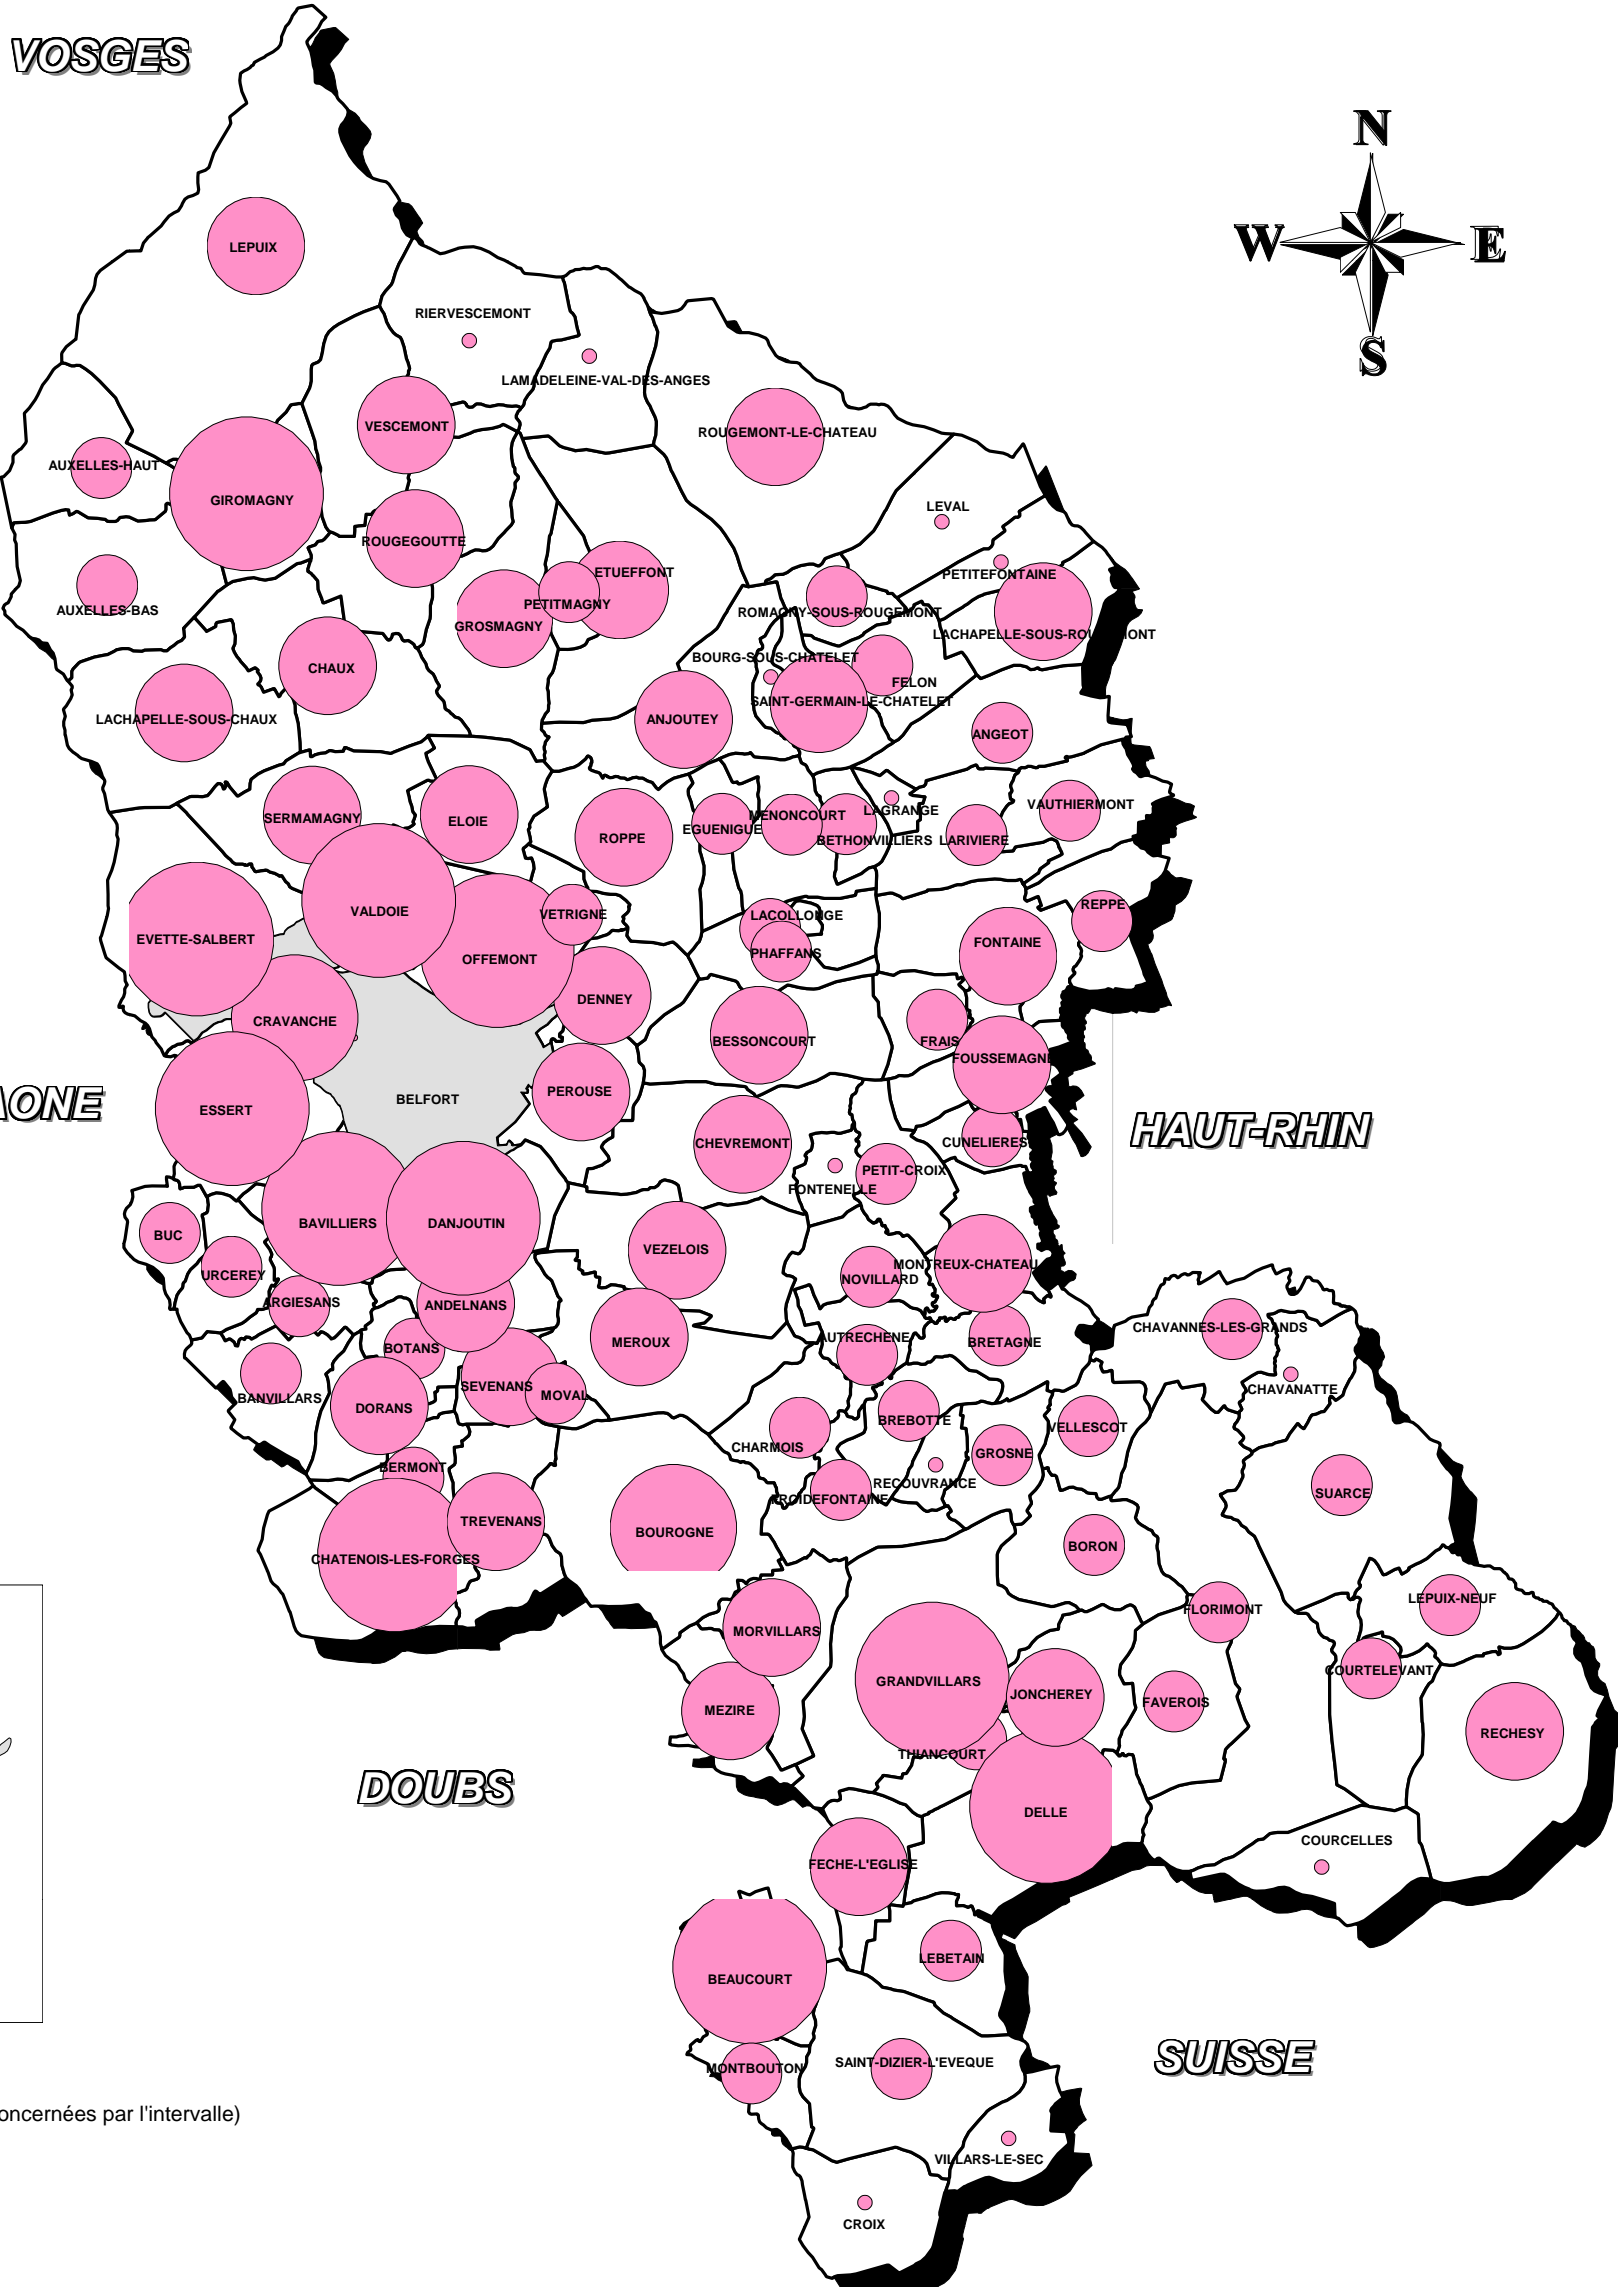 VOSGES
N
W
E
S
LEPUIX
RIERVESCEMONT
LAMADELEINE-VAL-DES-ANGES
VESCEMONT
ROUGEMONT-LE-CHATEAU
AUXELLES-HAUT
GIROMAGNY
LEVAL
ROUGEGOUTTE
ETUEFFONT
PETITEFONTAINE
AUXELLES-BAS
PETITMAGNY
ROMAGNY-SOUS-ROUGEMONT
GROSMAGNY
LACHAPELLE-SOUS-ROUGEMONT
BOURG-SOUS-CHATELET
CHAUX
FELON
SAINT-GERMAIN-LE-CHATELET
LACHAPELLE-SOUS-CHAUX
ANJOUTEY
ANGEOT
VAUTHIERMONT
LAGRANGE
SERMAMAGNY
ELOIE
MENONCOURT
EGUENIGUE
ROPPE
BETHONVILLIERS
LARIVIERE
REPPE
VALDOIE
VETRIGNE
LACOLLONGE
EVETTE-SALBERT
FONTAINE
PHAFFANS
OFFEMONT
DENNEY
CRAVANCHE
BESSONCOURT
FRAIS
FOUSSEMAGNE
PEROUSE
BELFORT
AONE
ESSERT
HAUT-RHIN
CHEVREMONT
CUNELIERES
PETIT-CROIX
FONTENELLE
BAVILLIERS
DANJOUTIN
BUC
VEZELOIS
MONTREUX-CHATEAU
URCEREY
NOVILLARD
ARGIESANS
ANDELNANS
CHAVANNES-LES-GRANDS
AUTRECHENE
MEROUX
BRETAGNE
BOTANS
SEVENANS
MOVAL
CHAVANATTE
BANVILLARS
DORANS
BREBOTTE
VELLESCOT
CHARMOIS
GROSNE
BERMONT
RECOUVRANCE
SUARCE
FROIDEFONTAINE
TREVENANS
BOUROGNE
BORON
CHATENOIS-LES-FORGES
LEPUIX-NEUF
FLORIMONT
MORVILLARS
COURTELEVANT
GRANDVILLARS
JONCHEREY
FAVEROIS
MEZIRE
RECHESY
THIANCOURT
DOUBS
DELLE
COURCELLES
FECHE-L'EGLISE
LEBETAIN
BEAUCOURT
SUISSE
SAINT-DIZIER-L'EVEQUE
MONTBOUTON
oncernées par l'intervalle)
VILLARS-LE-SEC
CROIX